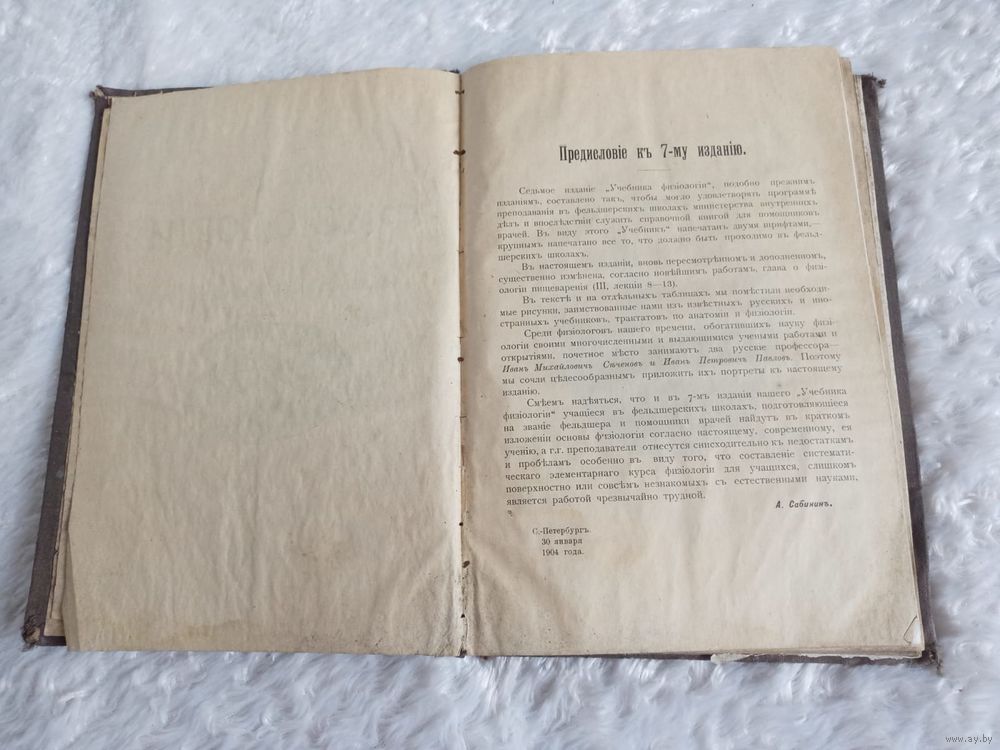 Предисловіе къ 7-му изданію.
Седьмое изданіе „Учебника физіологіи“, подобно прежнимъ
изданіямъ, составлено такъ, чтобы могло удовлетворять программѣ
преподаванія въ фельдшерскихъ школахъ министерства внутреннихъ
дѣлъ и впослѣдствіи служить справочной книгой для помощниковъ
врачей. Въ виду этого „Учебникъ“ напечатанъ двумя шрифтами,—
крупнымъ напечатано все то, что должно быть проходимо въ фельд-
шерскихъ школахъ.
Въ настоящемъ изданіи, вновь пересмотрѣнномъ и дополненномъ,
существенно измѣнена, согласно новѣйшимъ работамъ, глава о физі-
ологіи пищеваренія (III, лекціи 8—13).
Въ текстѣ и на отдѣльныхъ таблицахъ мы помѣстили необходи-
мые рисунки, заимствованные нами изъ извѣстныхъ русскихъ и ино-
странныхъ учебниковъ, трактатовъ по анатоміи и физіологіи.
Среди физіологовъ нашего времени, обогатившихъ науку физі-
ологіи своими многочисленными и выдающимися учеными работами и
открытіями, почетное мѣсто занимаютъ два русскіе профессора—
Иванъ Михайловичъ Сѣченовъ и Иванъ Петровичъ Павловъ. Поэтому
мы сочли цѣлесообразнымъ приложить ихъ портреты къ настоящему
изданію.
Смѣемъ надѣяться, что и въ 7-мъ изданіи нашего „Учебника
физіологіи“ учащіеся въ фельдшерскихъ школахъ, подготовляющіеся
на званіе фельдшера и помощники врачей найдутъ въ краткомъ
изложеніи основы физіологіи согласно настоящему, современному, ея
ученію, а г.г. преподаватели отнесутся снисходительно къ недостаткамъ
и пробѣламъ особенно въ виду того, что составленіе системати-
ческаго элементарнаго курса физіологіи для учащихся, слишкомъ
поверхностно или совсѣмъ незнакомыхъ съ естественными науками,
является работой чрезвычайно трудной.
А. Сабининъ.
С.-Петербургъ.
30 января
1904 года.
www.ay.by